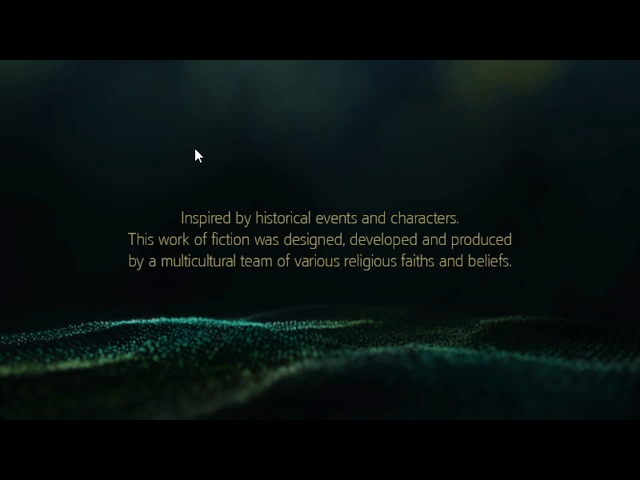 Inspired by historical events and characters.
This work of fiction was designed, developed and produced
by a multicultural team of various religious faiths and beliefs.